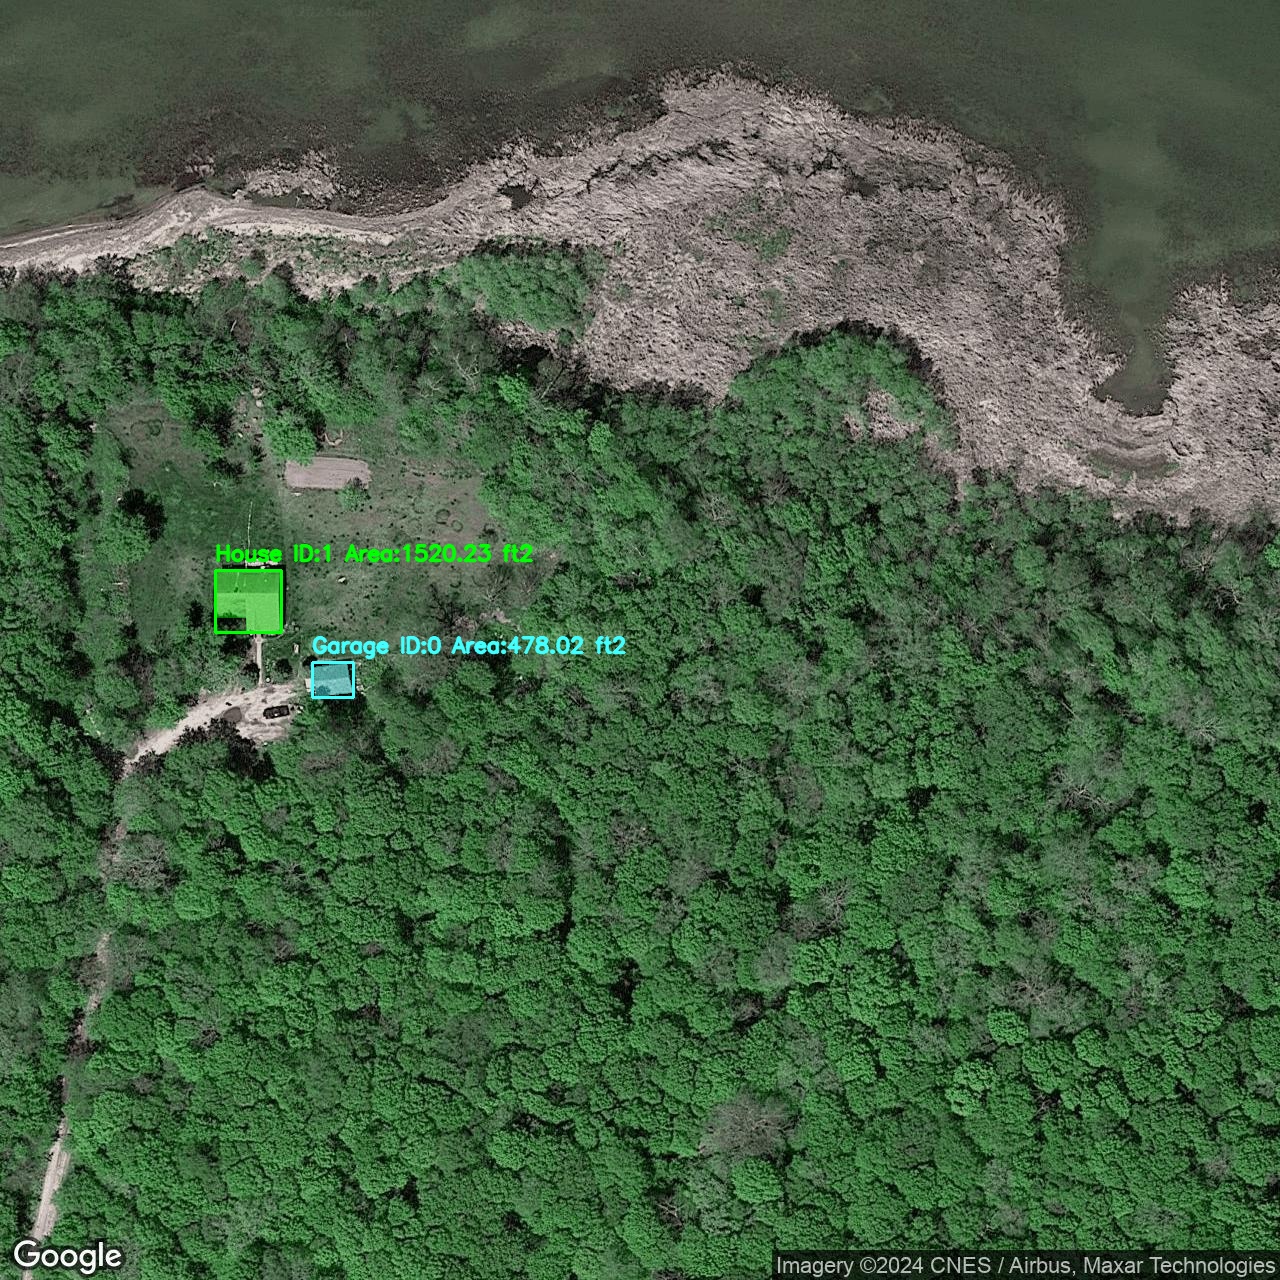 House ID:1 Area:1520.23 ft2
Garage ID:0 Area:478.02 ft2
Google
Imagery ©2024 CNES / Airbus, Maxar Technologies